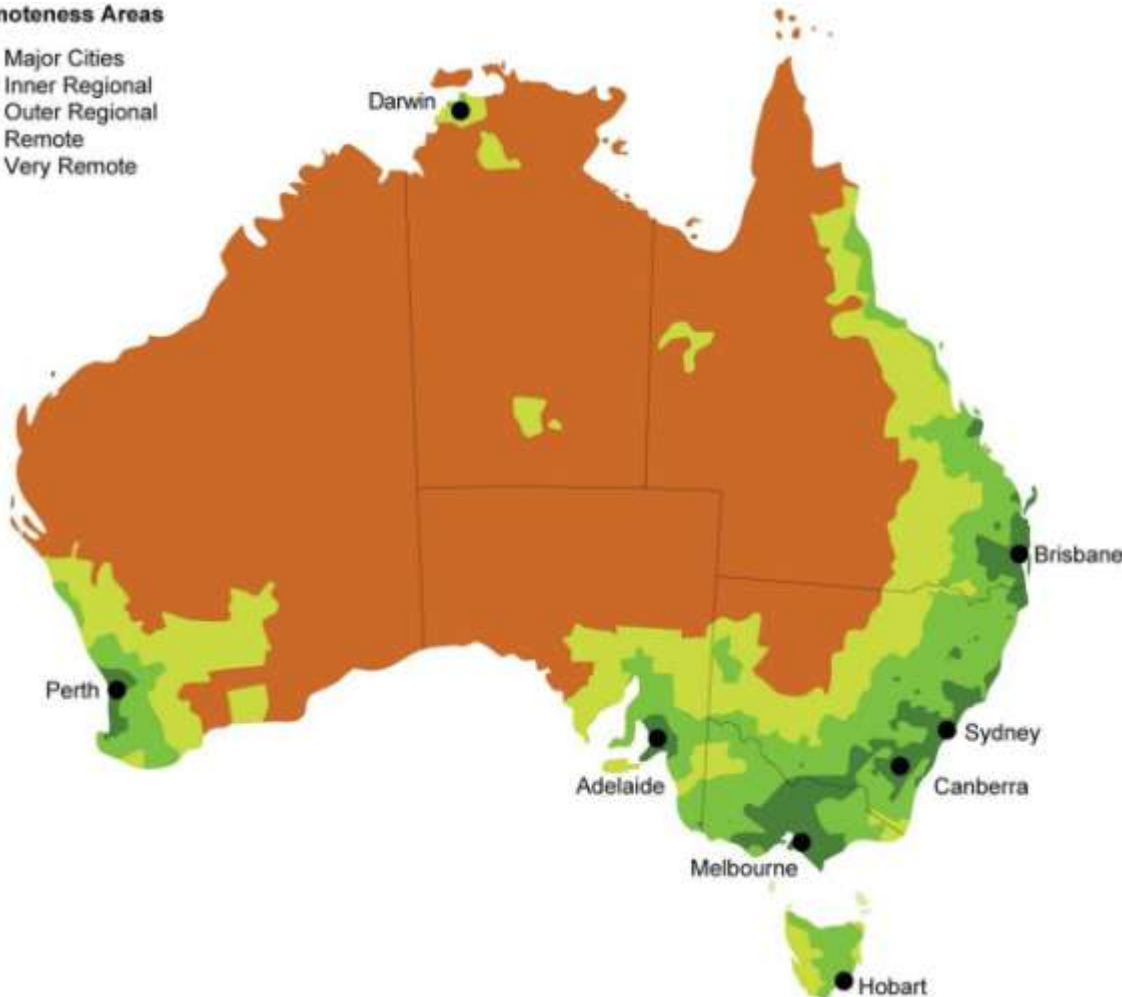 moteness Areas
Major Cities
Inner Regional
Outer Regional
Remote
Very Remote
Darwin
Brisbane
Perth
Sydney
Adelaide
Canberra
Melbourne
Hobart